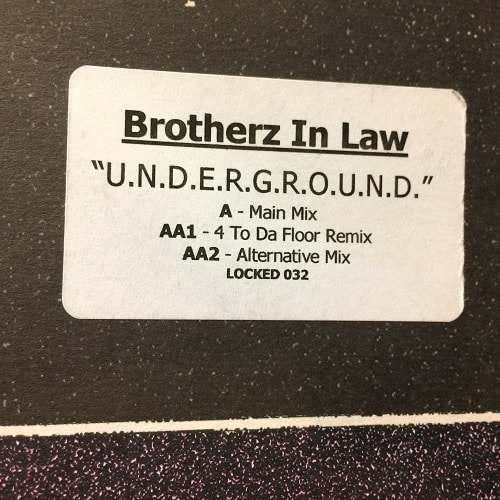 Brotherz In Law
“U.N.D.E.R.G.R.O.U.N.D.”
A - Main Mix
AA1 - 4 To Da Floor Remix
AA2 - Alternative Mix
LOCKED 032